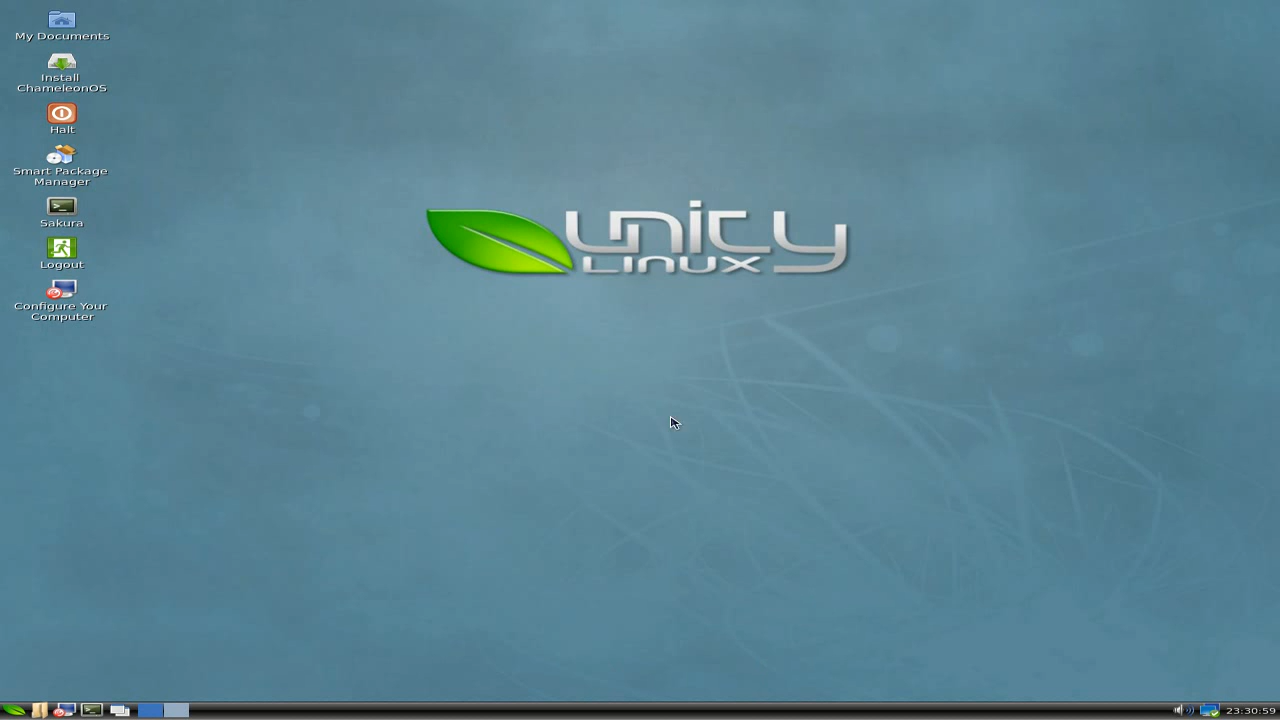 My Documents
Install
ChameleonOS
Halt
Smart Package
Manager
Sakura
Logout
Configure Your
Computer
unity
LINUX
23:30:59